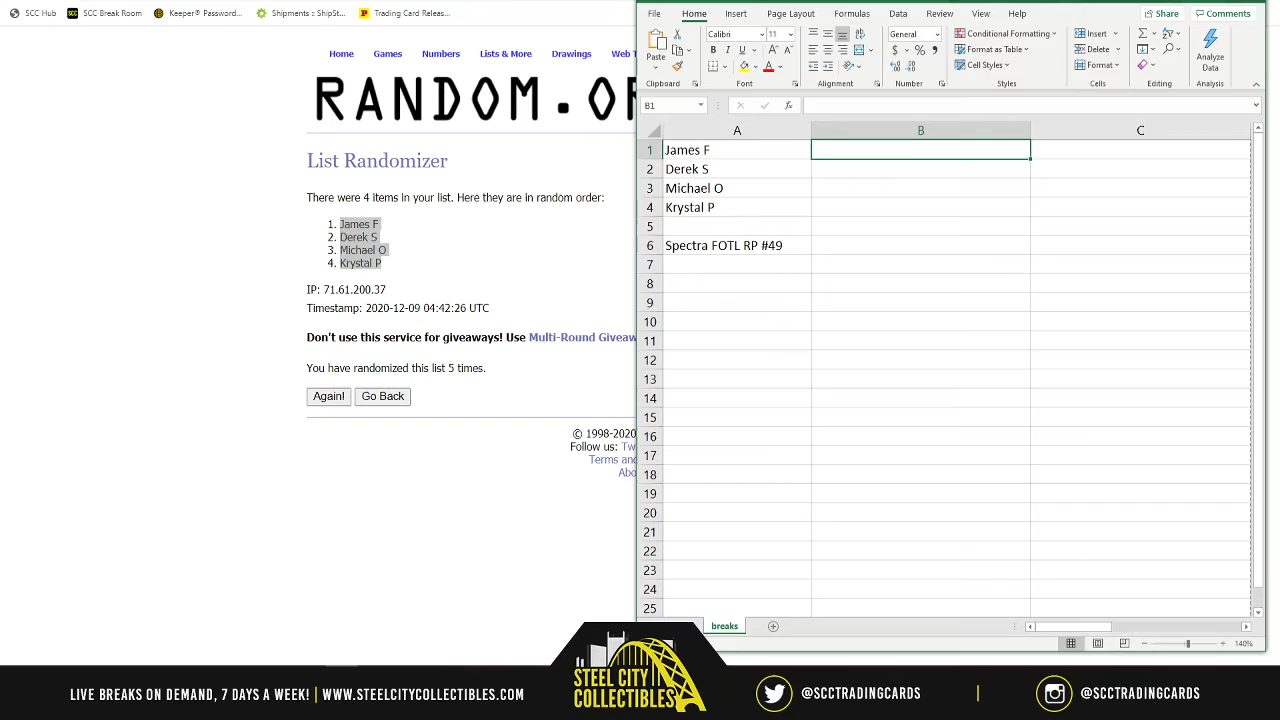 SCC Hub SCC Break Room Keeper® Password... Shipments :: ShipSt... Trading Card Releas...
Home Games Numbers Lists & More Drawings Web T
RANDOM.OR
List Randomizer
There were 4 items in your list. Here they are in random order:
1. James F
2. Derek S
3. Michael O
4. Krystal P
IP: 71.61.200.37
Timestamp: 2020-12-09 04:42:26 UTC
Don't use this service for giveaways! Use Multi-Round Giveaw
You have randomized this list 5 times.
Again! Go Back
© 1998-2020
Follow us: Tw
Terms and
Abo
File Home Insert Page Layout Formulas Data Review View Help Share Comments
Paste
Calibri 11
B I U
General
$ % 9
Conditional Formatting
Format as Table
Cell Styles
Insert
Delete
Format
Analyze
Data
Clipboard Font Alignment Number Styles Cells Editing Analysis
B1 fx
A B C
1 James F
2 Derek S
3 Michael O
4 Krystal P
5
6 Spectra FOTL RP #49
7
8
9
10
11
12
13
14
15
16
17
18
19
20
21
22
23
24
25
breaks
140%
STEEL CITY
COLLECTIBLES
LIVE BREAKS ON DEMAND, 7 DAYS A WEEK! | WWW.STEELCITYCOLLECTIBLES.COM
@SCCTRADINGCARDS | @SCCTRADINGCARDS